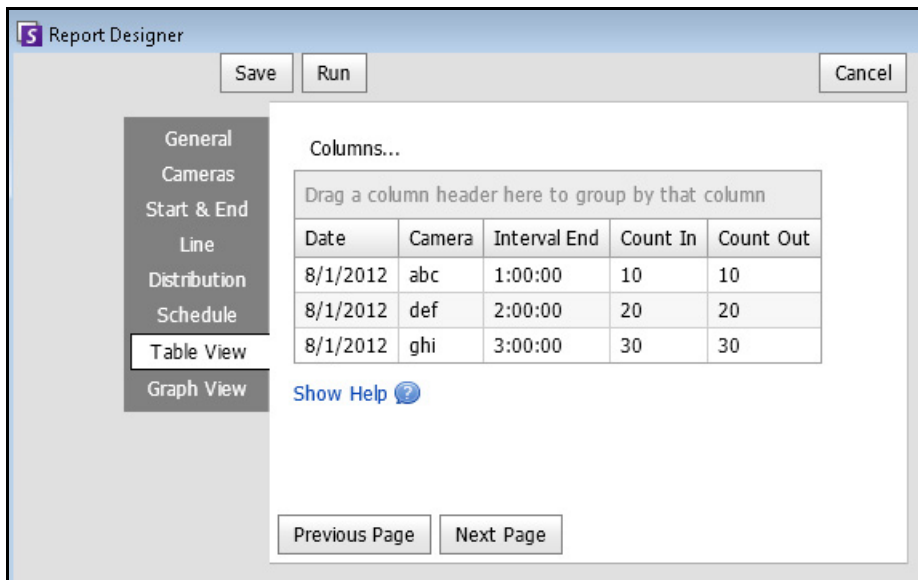 Report Designer
Save Run Cancel
General
Cameras
Start & End
Line
Distribution
Schedule
Table View
Graph View
Columns...
Drag a column header here to group by that column
Date Camera Interval End Count In Count Out
8/1/2012 abc 1:00:00 10 10
8/1/2012 def 2:00:00 20 20
8/1/2012 ghi 3:00:00 30 30
Show Help ?
Previous Page Next Page